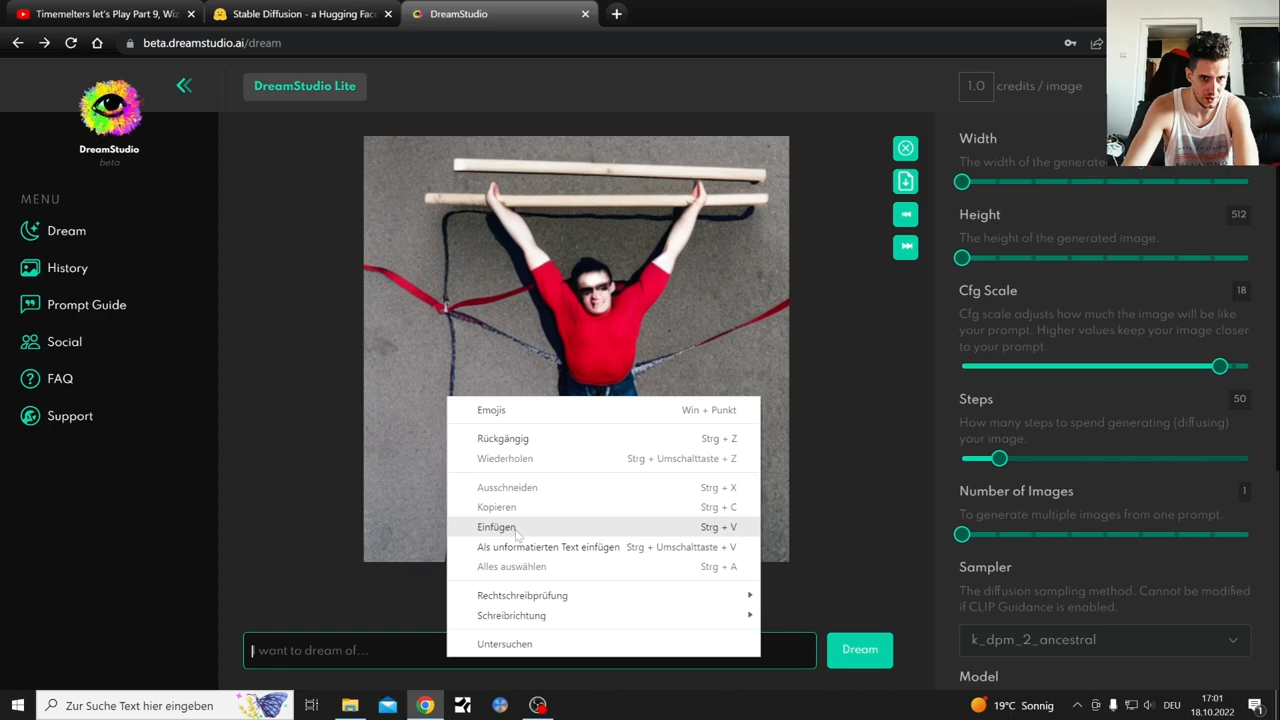 Timemelters let's Play Part 9, Wiz
Stable Diffusion - a Hugging Face
DreamStudio
beta.dreamstudio.ai/dream
DreamStudio
beta
MENU
Dream
History
Prompt Guide
Social
FAQ
Support
DreamStudio Lite
1.0 credits / image
Width
The width of the generated
Height 512
The height of the generated image.
Cfg Scale 18
Cfg scale adjusts how much the image will be like
your prompt. Higher values keep your image closer
to your prompt.
Steps 50
How many steps to spend generating (diffusing)
your image.
Number of Images 1
To generate multiple images from one prompt.
Sampler
The diffusion sampling method. Cannot be modified
if CLIP Guidance is enabled.
k_dpm_2_ancestral
Model
Emojis Win + Punkt
Rückgängig Strg + Z
Wiederholen Strg + Umschalttaste + Z
Ausschneiden Strg + X
Kopieren Strg + C
Einfügen Strg + V
Als unformatierten Text einfügen Strg + Umschalttaste + V
Alles auswählen Strg + A
Rechtschreibprüfung
Schreibrichtung
Untersuchen
I want to dream of...
Dream
Zur Suche Text hier eingeben
19°C Sonnig
DEU
17:01
18.10.2022
1